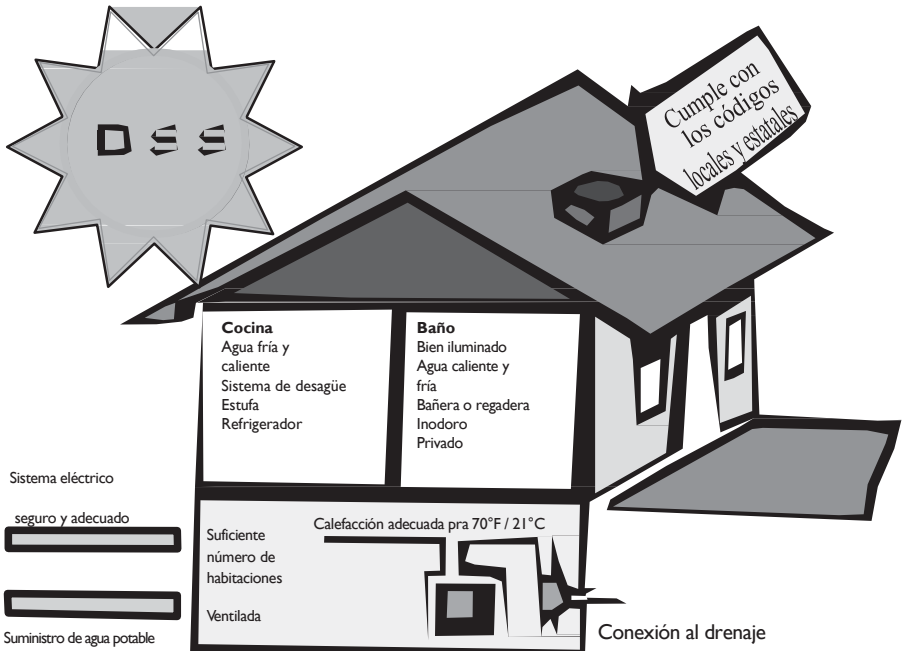 DSS
Cumple con
los códigos
locales y estatales
Cocina
Agua fría y
caliente
Sistema de desagüe
Estufa
Refrigerador
Baño
Bien iluminado
Agua caliente y
fría
Bañera o regadera
Inodoro
Privado
Sistema eléctrico
seguro y adecuado
Suministro de agua potable
Suficiente
número de
habitaciones
Ventilada
Calefacción adecuada pra 70°F / 21°C
Conexión al drenaje